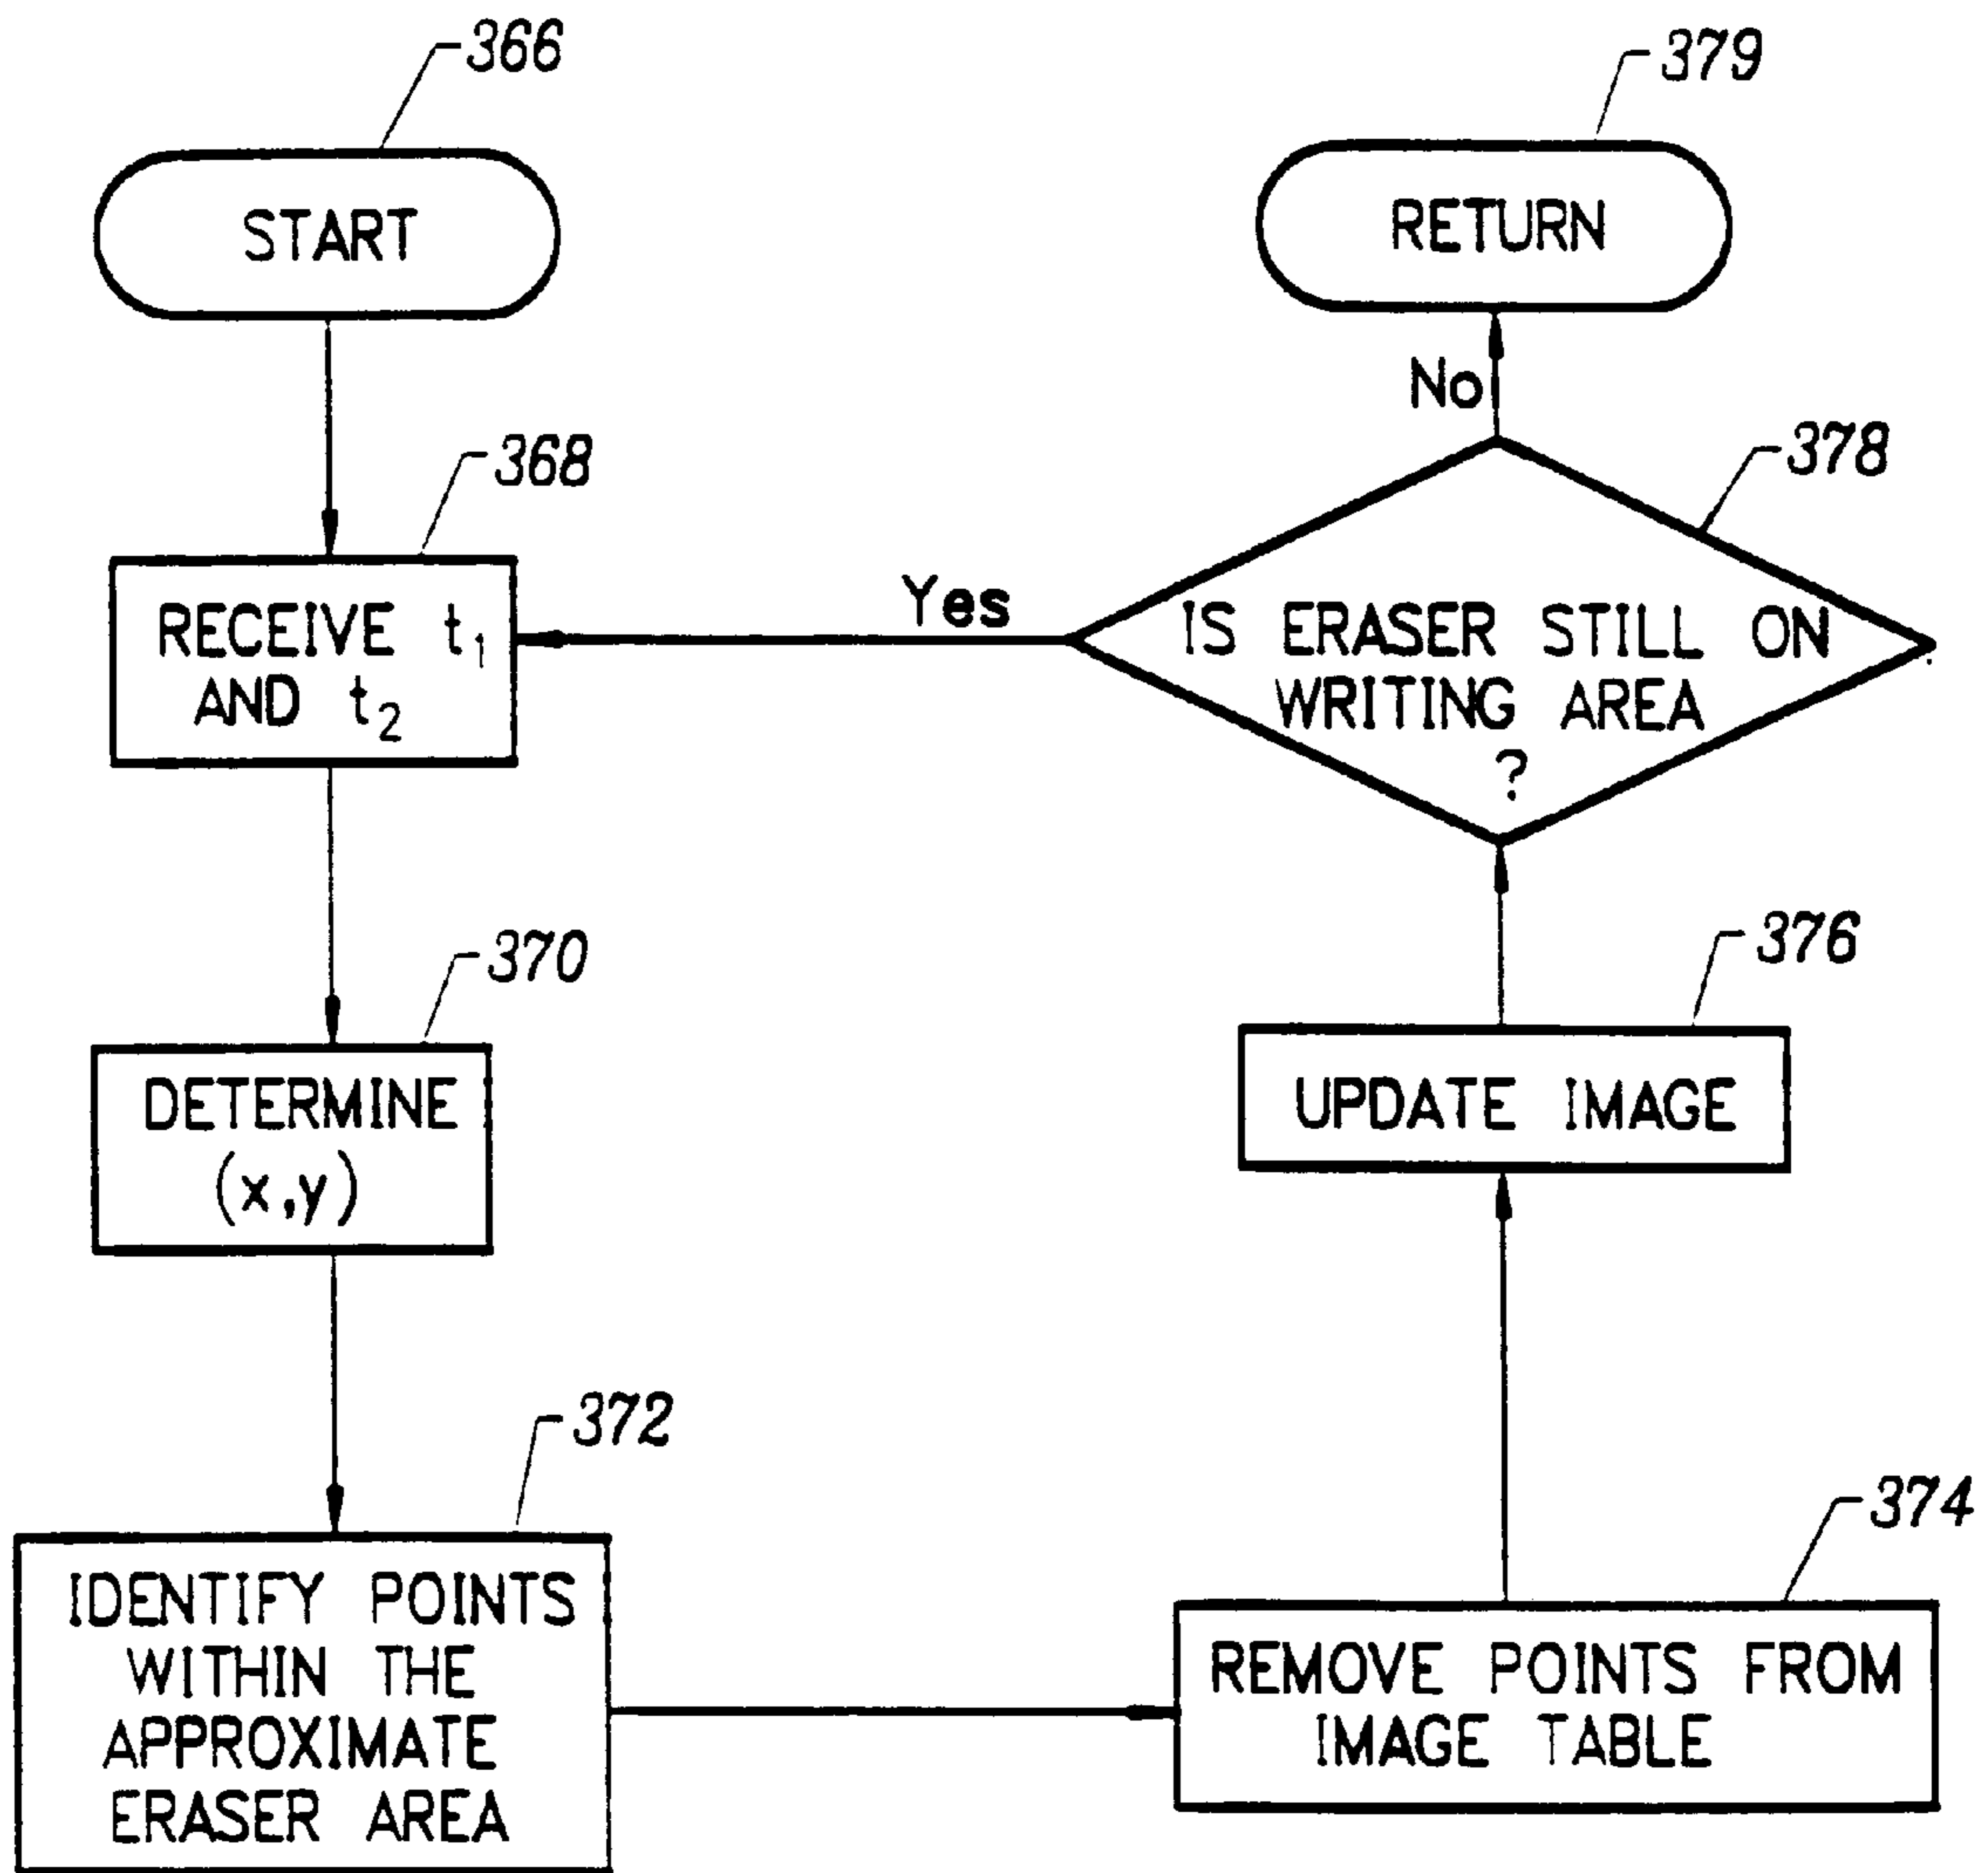 366
START
368
RECEIVE t₁
AND t₂
370
DETERMINE
(x,y)
372
IDENTIFY POINTS
WITHIN THE
APPROXIMATE
ERASER AREA
374
REMOVE POINTS FROM
IMAGE TABLE
376
UPDATE IMAGE
378
IS ERASER STILL ON
WRITING AREA
?
Yes
No
379
RETURN